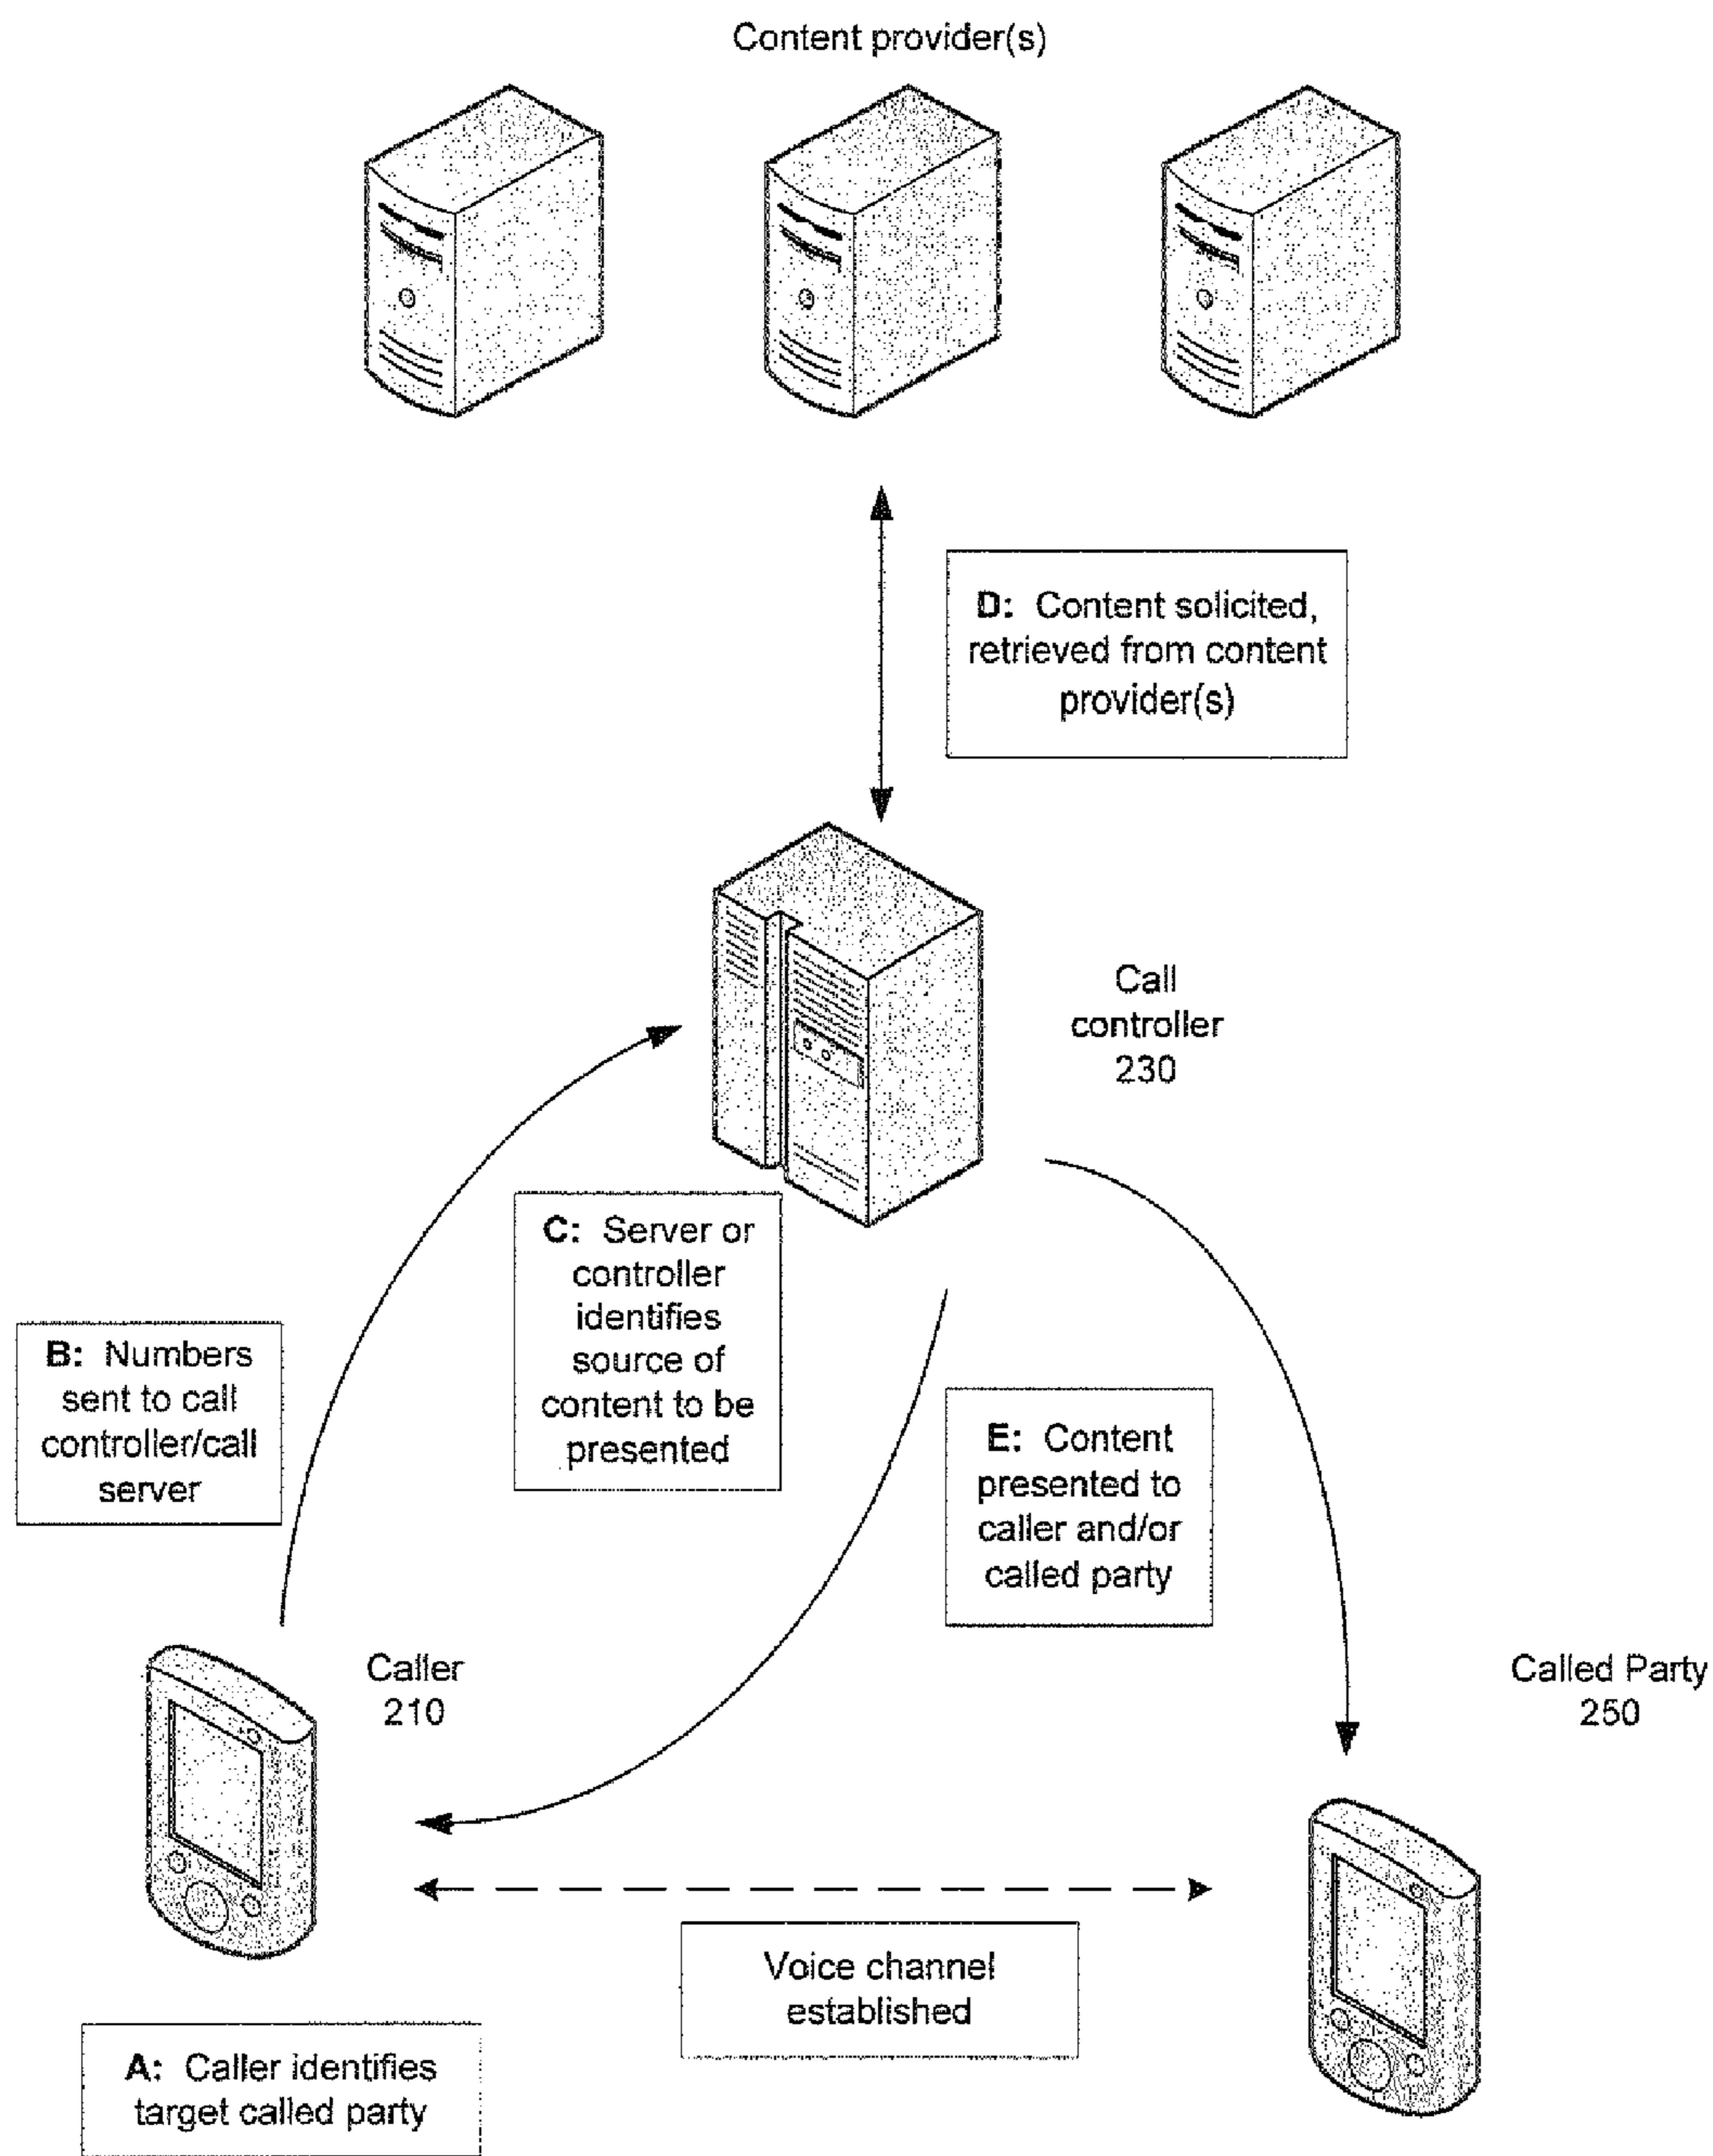 Content provider(s)
D: Content solicited,
retrieved from content
provider(s)
Call
controller
230
C: Server or
controller
identifies
source of
content to be
presented
B: Numbers
sent to call
controller/call
server
E: Content
presented to
caller and/or
called party
Caller
210
Called Party
250
Voice channel
established
A: Caller identifies
target called party